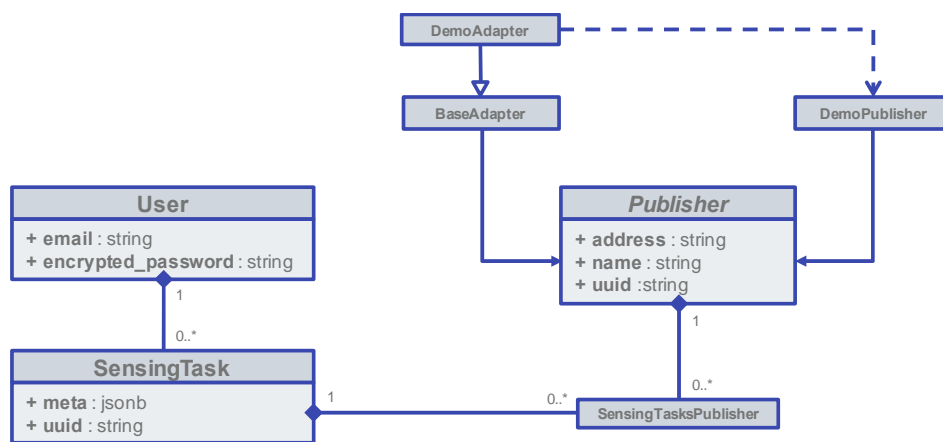 DemoAdapter
BaseAdapter
DemoPublisher
User
+ email : string
+ encrypted_password : string
Publisher
+ address : string
+ name : string
+ uuid :string
1
0..*
1
0..*
SensingTask
+ meta : jsonb
+ uuid : string
1
0..*
SensingTasksPublisher